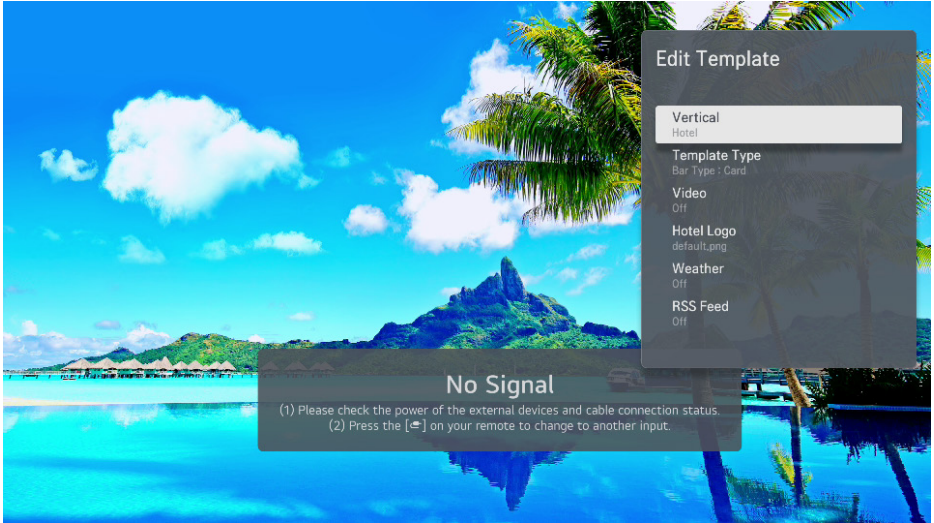 Edit Template
Vertical
Hotel
Template Type
Bar Type : Card
Video
Off
Hotel Logo
default.png
Weather
Off
RSS Feed
Off
No Signal
(1) Please check the power of the external devices and cable connection status.
(2) Press the [ ] on your remote to change to another input.